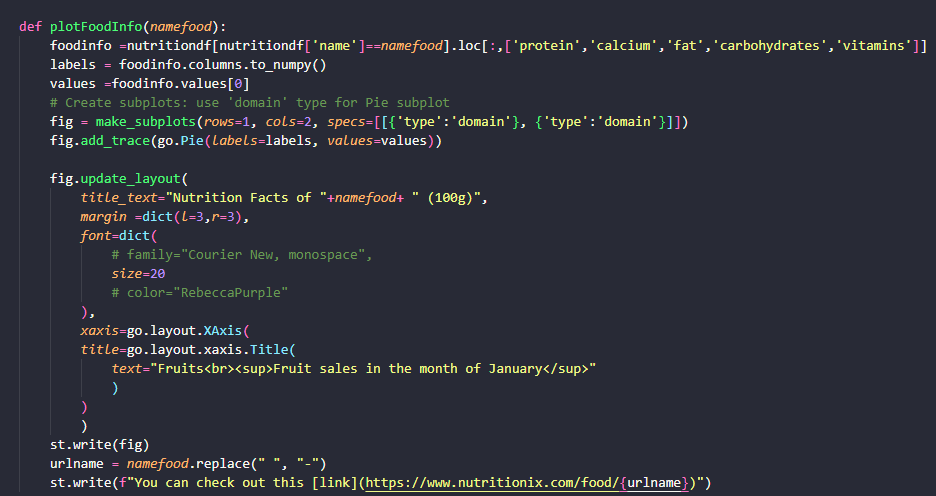 def plotFoodInfo(namefood):
    foodinfo =nutritiondf[nutritiondf['name']==namefood].loc[:,['protein','calcium','fat','carbohydrates','vitamins']]
    labels = foodinfo.columns.to_numpy()
    values =foodinfo.values[0]
    # Create subplots: use 'domain' type for Pie subplot
    fig = make_subplots(rows=1, cols=2, specs=[[{'type':'domain'}, {'type':'domain'}]])
    fig.add_trace(go.Pie(labels=labels, values=values))

    fig.update_layout(
        title_text="Nutrition Facts of "+namefood+ " (100g)",
        margin =dict(l=3,r=3),
        font=dict(
            # family="Courier New, monospace",
            size=20
            # color="RebeccaPurple"
        ),
        xaxis=go.layout.XAxis(
        title=go.layout.xaxis.Title(
            text="Fruits<br><sup>Fruit sales in the month of January</sup>"
            )
        )
        )
    st.write(fig)
    urlname = namefood.replace(" ", "-")
    st.write(f"You can check out this [link](https://www.nutritionix.com/food/{urlname})")